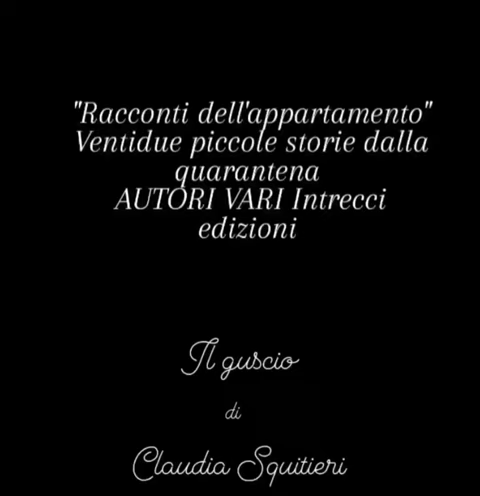 "Racconti dell'appartamento"
Ventidue piccole storie dalla
quarantena
AUTORI VARI Intrecci
edizioni
Il guscio
di
Claudia Squitieri